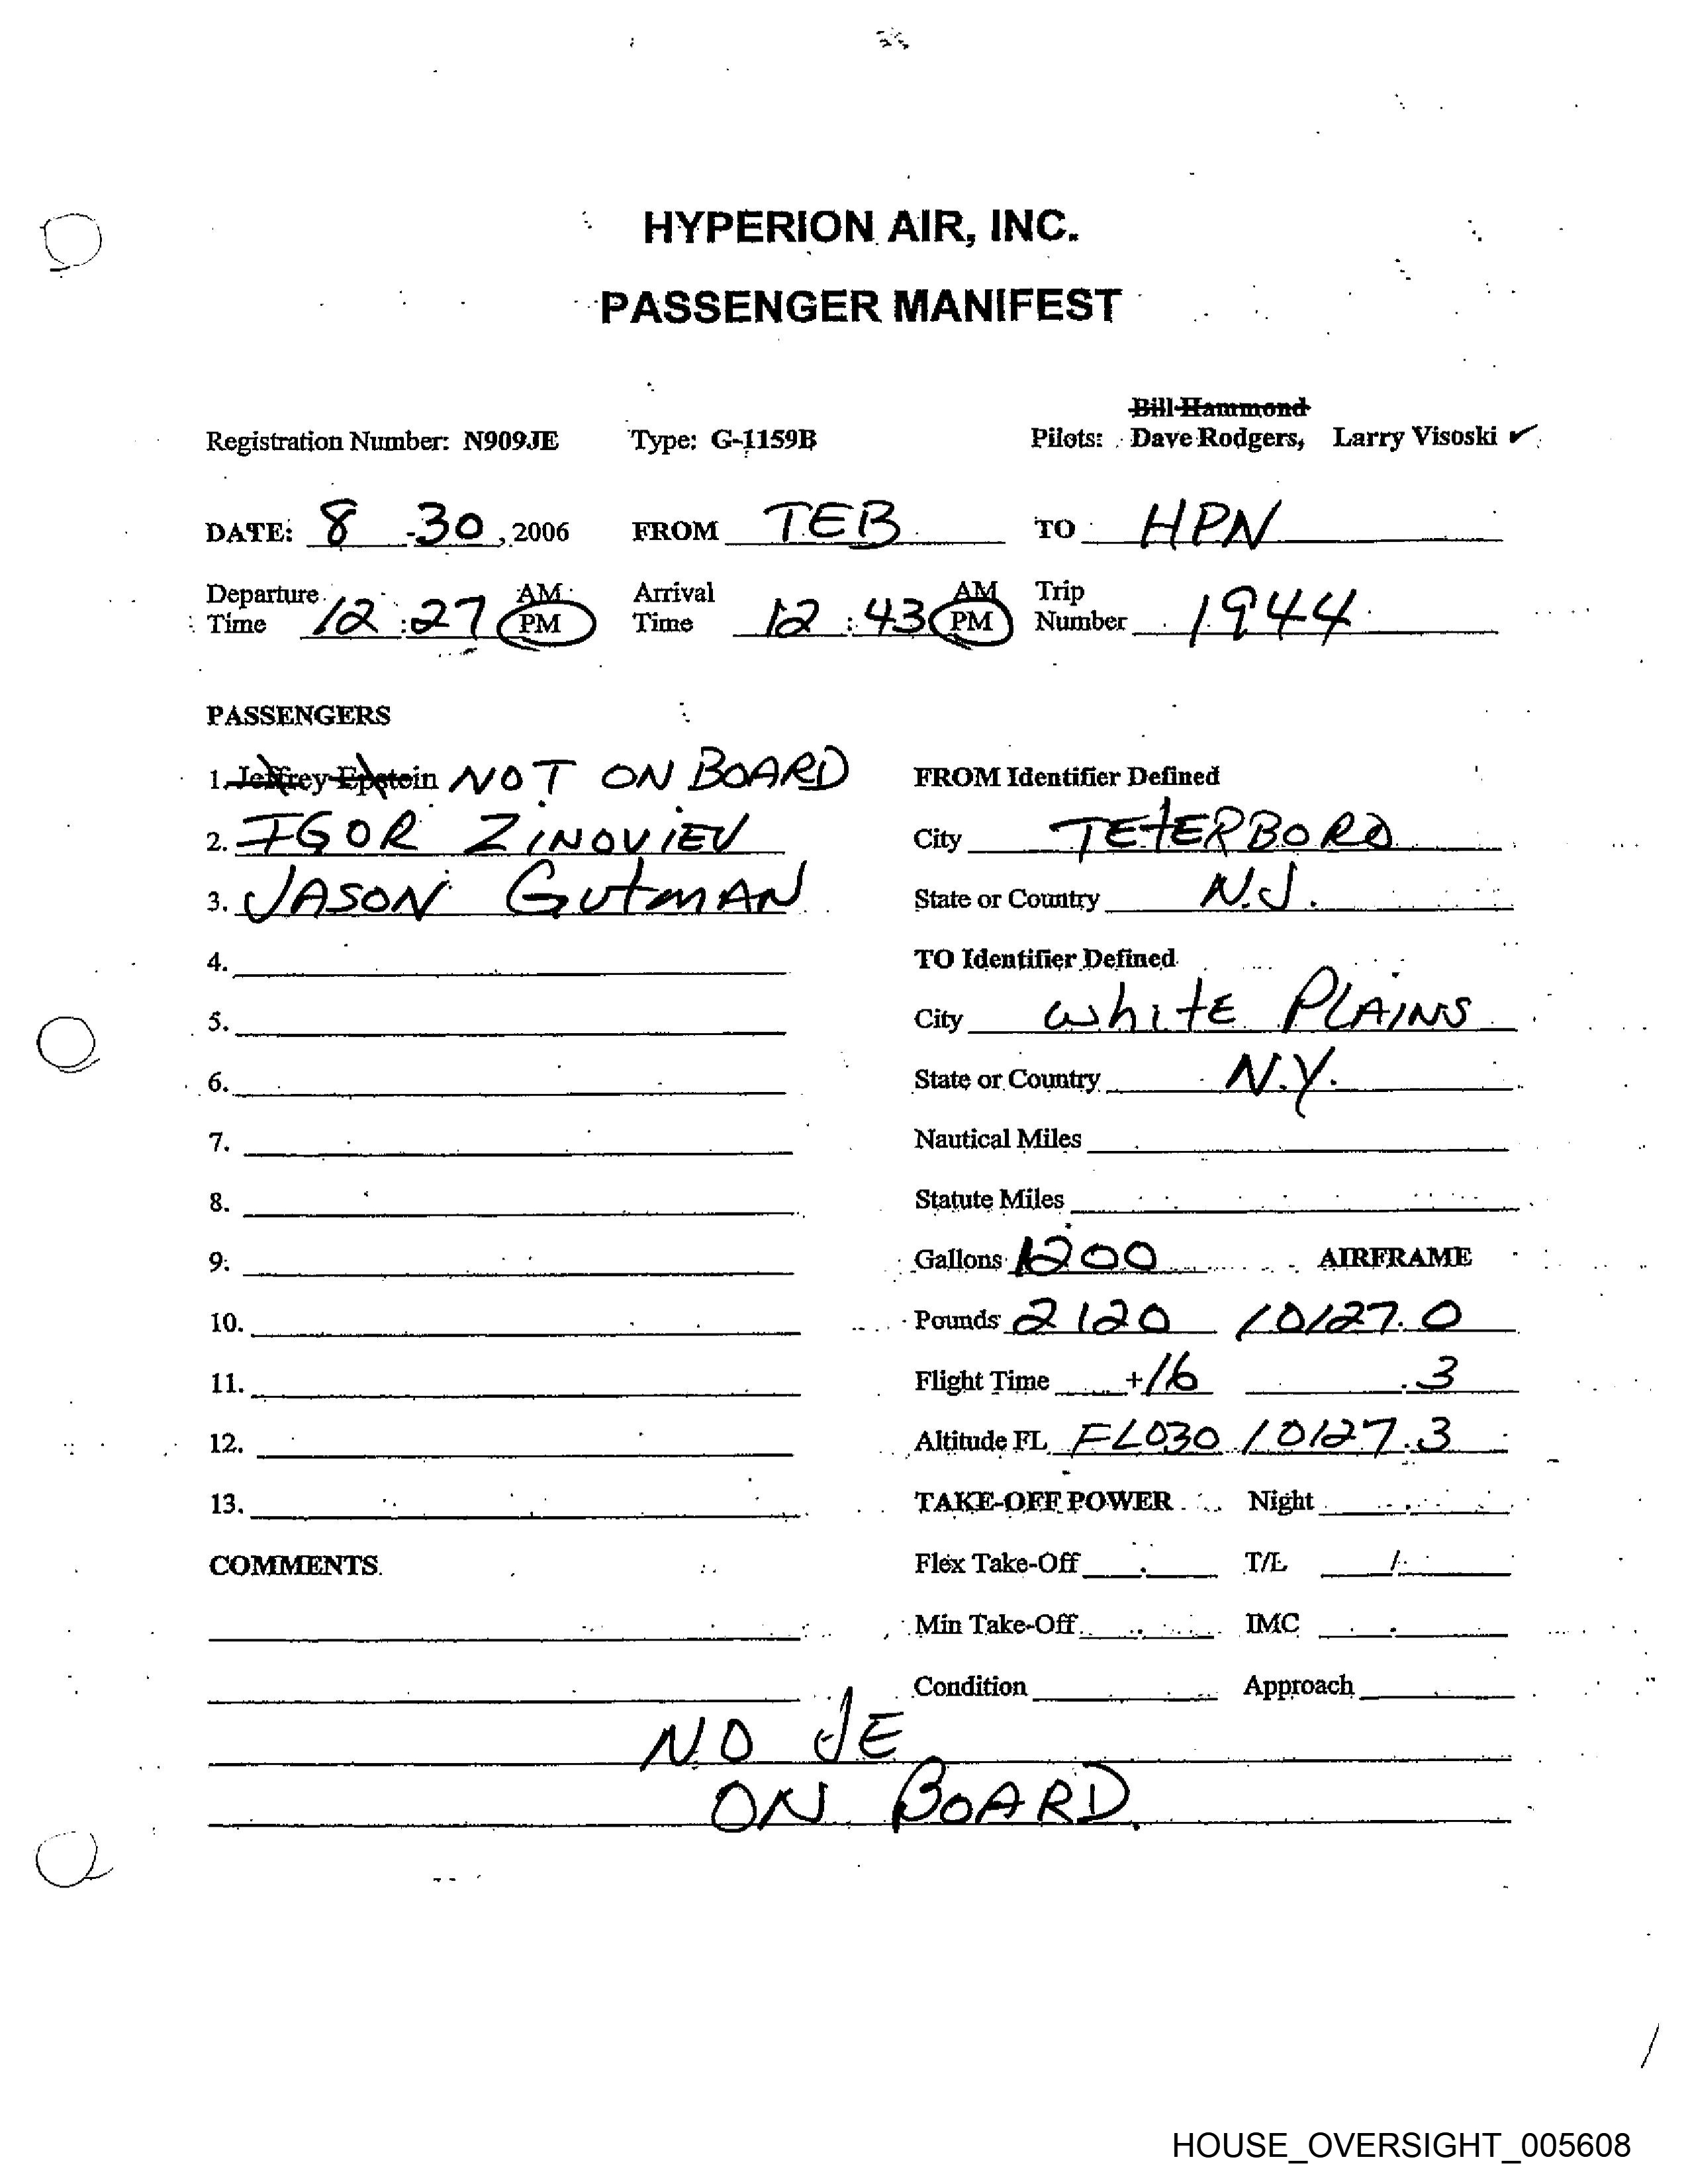 HYPERION AIR, INC.
PASSENGER MANIFEST
Bill Hammond
Registration Number: N909JE Type: G-1159B Pilots: Dave Rodgers, Larry Visoski ✓
DATE: 8 -30, 2006 FROM TEB TO HPN
Departure AM Arrival AM Trip
Time 12:27 PM Time 12:43 PM Number 1944
PASSENGERS
1. Jeffrey Epstein NOT ON BOARD FROM Identifier Defined
2. IGOR ZINOVIEV City TETERBORO
3. JASON GUTMAN State or Country N.J.
4. TO Identifier Defined
5. City WHITE PLAINS
6. State or Country N.Y.
7. Nautical Miles
8. Statute Miles
9. Gallons 1200 AIRFRAME
10. Pounds 2120 10127.0
11. Flight Time +16 .3
12. Altitude FL FL030 10127.3
13. TAKE-OFF POWER Night
COMMENTS Flex Take-Off T/L /
Min Take-Off IMC
Condition Approach
NO JE
ON BOARD
HOUSE_OVERSIGHT_005608